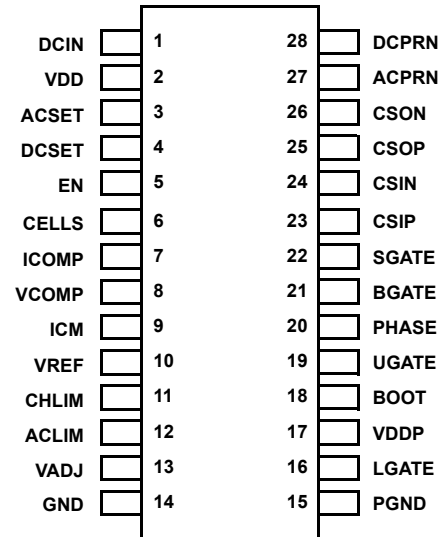 DCIN 1 28 DCPRN
VDD 2 27 ACPRN
ACSET 3 26 CSON
DCSET 4 25 CSOP
EN 5 24 CSIN
CELLS 6 23 CSIP
ICOMP 7 22 SGATE
VCOMP 8 21 BGATE
ICM 9 20 PHASE
VREF 10 19 UGATE
CHLIM 11 18 BOOT
ACLIM 12 17 VDDP
VADJ 13 16 LGATE
GND 14 15 PGND